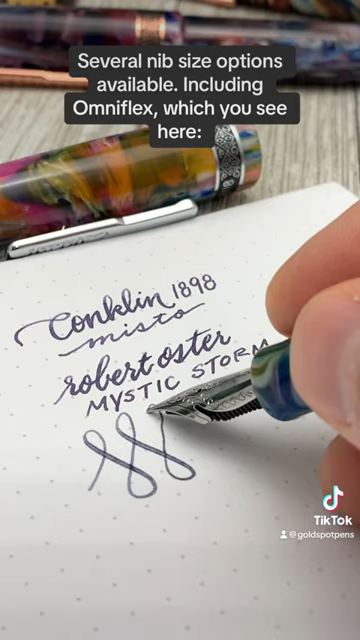 Several nib size options
available. Including
Omniflex, which you see
here:
Conklin 1898
misto
robert oster
MYSTIC STORM
TikTok
@goldspotpens